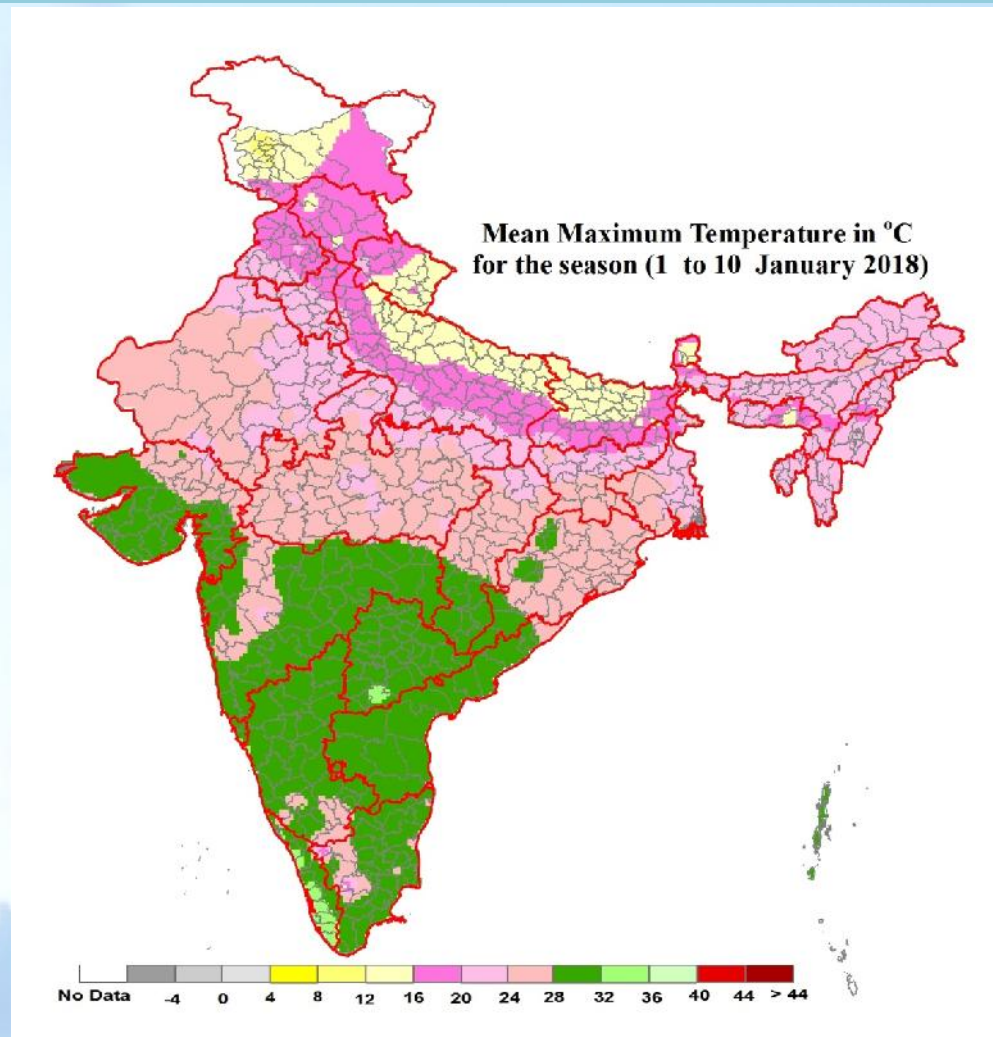 Mean Maximum Temperature in °C
for the season (1 to 10 January 2018)
No Data -4 0 4 8 12 16 20 24 28 32 36 40 44 > 44